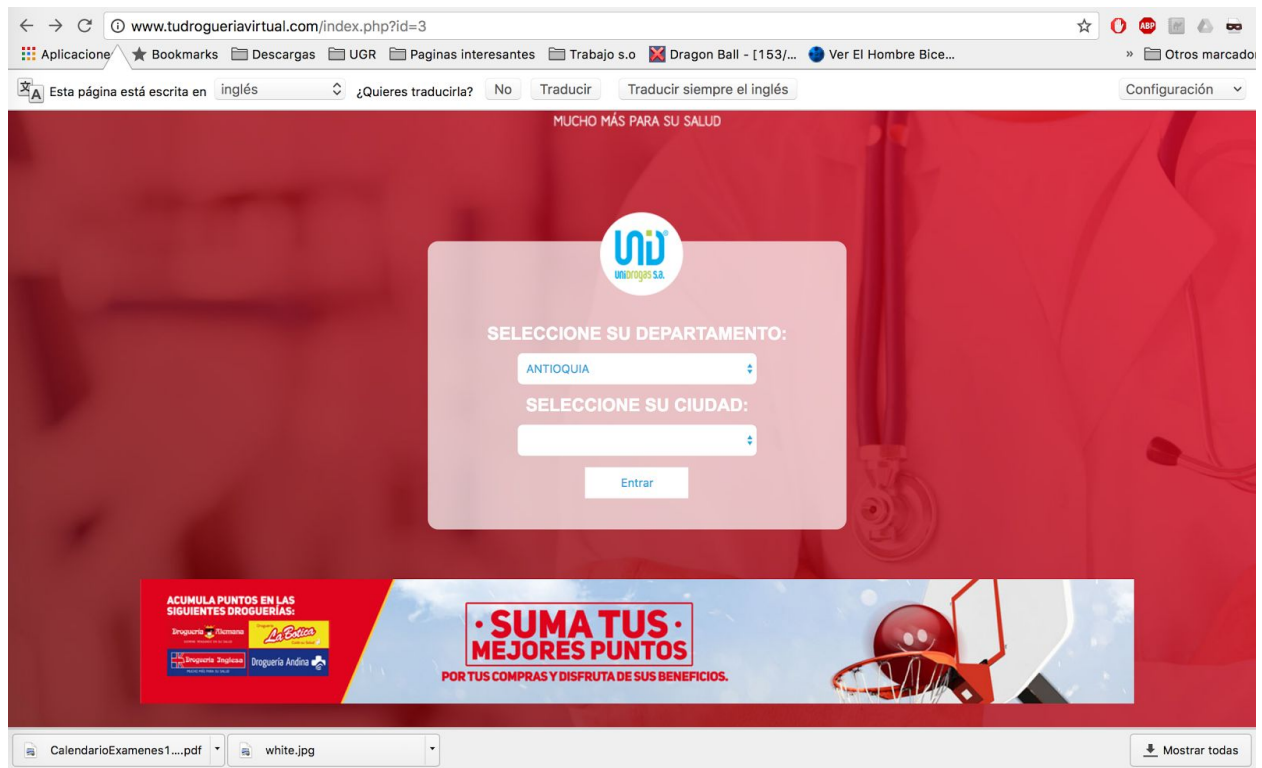 www.tudrogueriavirtual.com/index.php?id=3
ABP
Aplicacione
Bookmarks
Descargas
UGR
Paginas interesantes
Trabajo s.o
Dragon Ball - [153/...
Ver El Hombre Bice...
»
Otros marcador
Esta página está escrita en
inglés
¿Quieres traducirla?
No
Traducir
Traducir siempre el inglés
Configuración
MUCHO MÁS PARA SU SALUD
UNiD
UNIDROGAS S.A.
SELECCIONE SU DEPARTAMENTO:
ANTIOQUIA
SELECCIONE SU CIUDAD:
Entrar
ACUMULA PUNTOS EN LAS
SIGUIENTES DROGUERÍAS:
Droguería Alemana
La Botica
Droguería Inglesa
Droguería Andina
· SUMA TUS ·
MEJORES PUNTOS
POR TUS COMPRAS Y DISFRUTA DE SUS BENEFICIOS.
CalendarioExamenes1....pdf
white.jpg
Mostrar todas